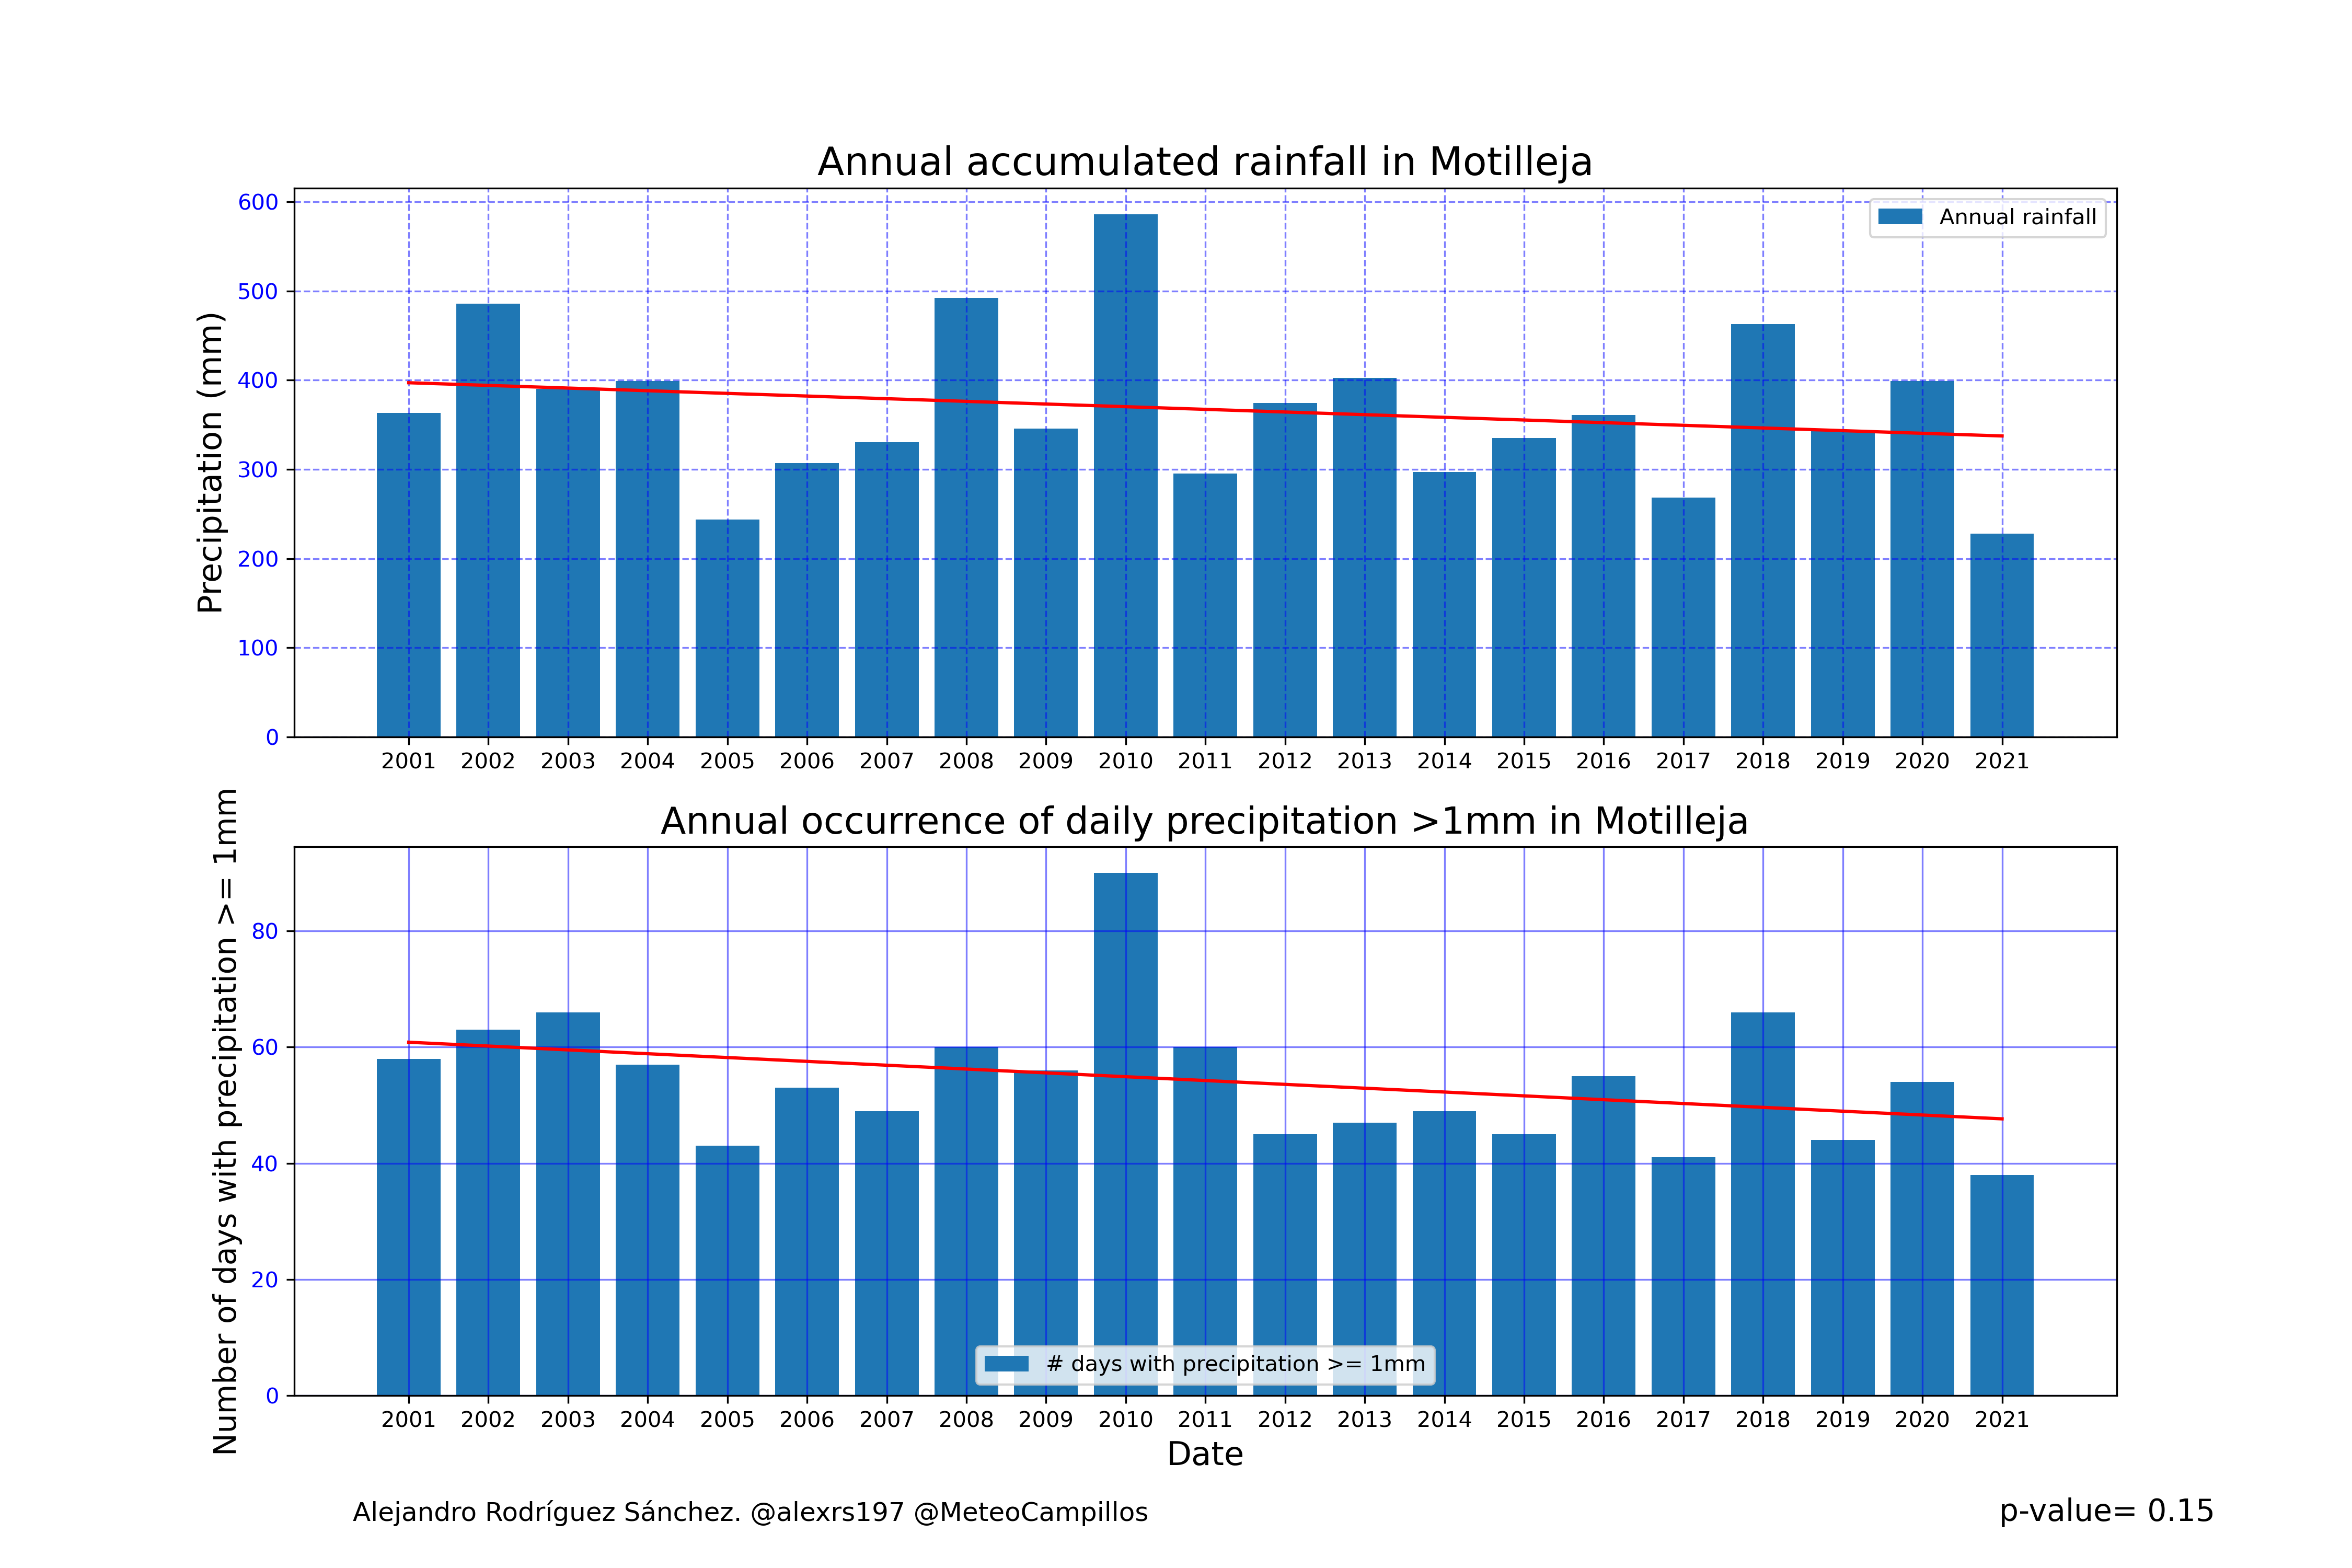 Annual accumulated rainfall in Motilleja
Precipitation (mm)
600
500
400
300
200
100
0
Annual rainfall
2001 2002 2003 2004 2005 2006 2007 2008 2009 2010 2011 2012 2013 2014 2015 2016 2017 2018 2019 2020 2021
Annual occurrence of daily precipitation >1mm in Motilleja
Number of days with precipitation >= 1mm
80
60
40
20
0
# days with precipitation >= 1mm
2001 2002 2003 2004 2005 2006 2007 2008 2009 2010 2011 2012 2013 2014 2015 2016 2017 2018 2019 2020 2021
Date
Alejandro Rodríguez Sánchez. @alexrs197 @MeteoCampillos
p-value= 0.15